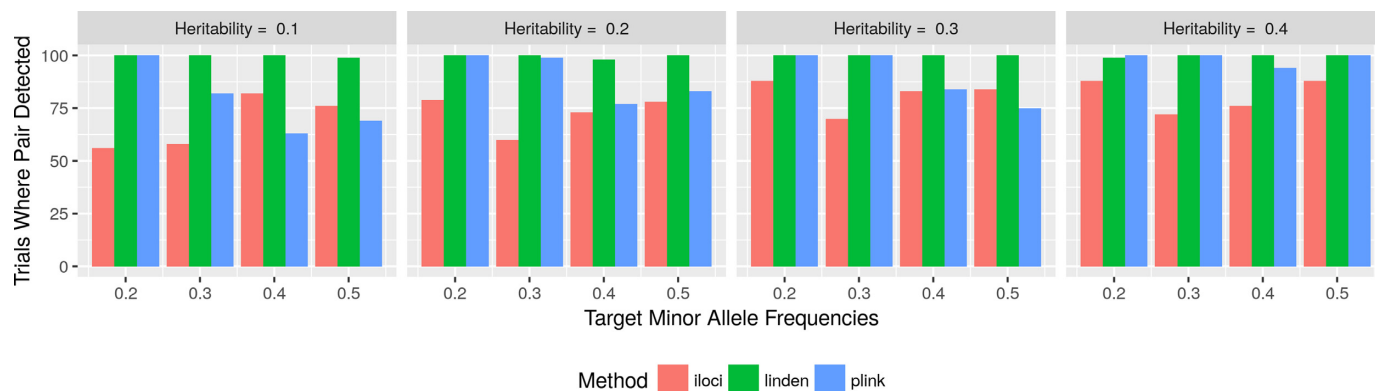 Heritability = 0.1 Heritability = 0.2 Heritability = 0.3 Heritability = 0.4
Trials Where Pair Detected
100
75
50
25
0
0.2 0.3 0.4 0.5 0.2 0.3 0.4 0.5 0.2 0.3 0.4 0.5 0.2 0.3 0.4 0.5
Target Minor Allele Frequencies
Method iloci linden plink